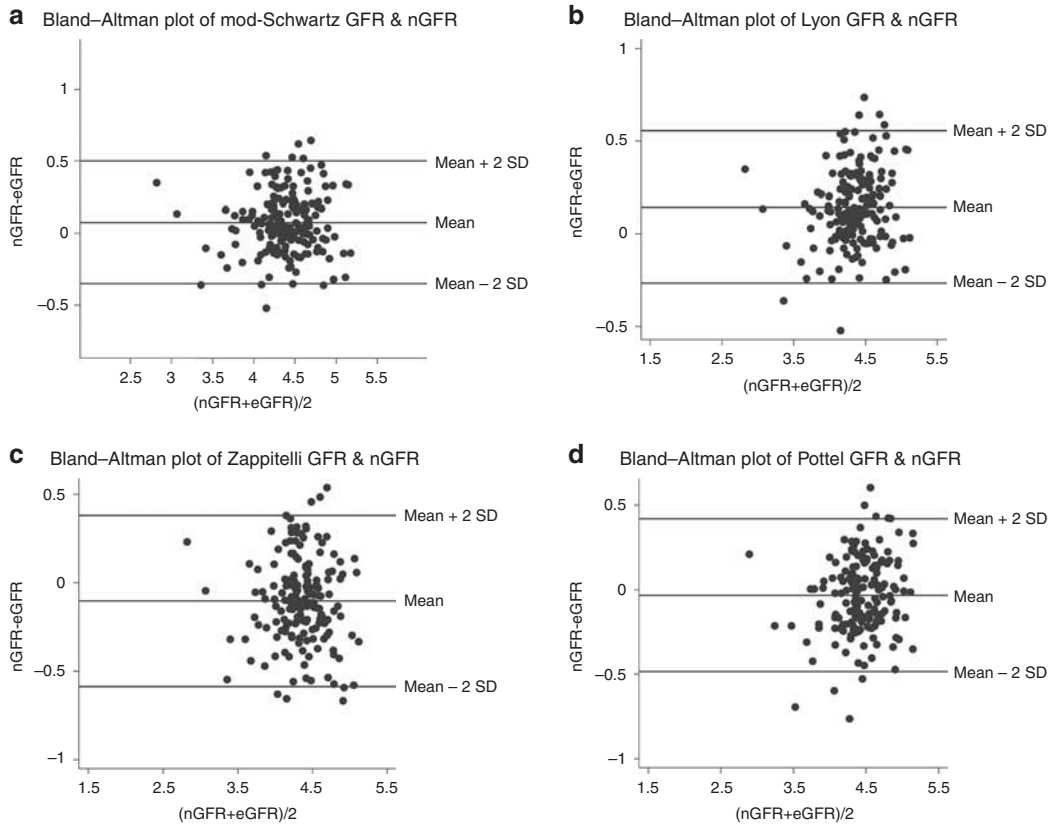 a Bland–Altman plot of mod-Schwartz GFR & nGFR
nGFR-eGFR
1
0.5
0
–0.5
Mean + 2 SD
Mean
Mean – 2 SD
2.5 3 3.5 4 4.5 5 5.5
(nGFR+eGFR)/2
b Bland–Altman plot of Lyon GFR & nGFR
nGFR-eGFR
1
0.5
0
–0.5
Mean + 2 SD
Mean
Mean – 2 SD
1.5 2.5 3.5 4.5 5.5
(nGFR+eGFR)/2
c Bland–Altman plot of Zappitelli GFR & nGFR
nGFR-eGFR
0.5
0
–0.5
–1
Mean + 2 SD
Mean
Mean – 2 SD
1.5 2.5 3.5 4.5 5.5
(nGFR+eGFR)/2
d Bland–Altman plot of Pottel GFR & nGFR
nGFR-eGFR
0.5
0
–0.5
–1
Mean + 2 SD
Mean
Mean – 2 SD
1.5 2.5 3.5 4.5 5.5
(nGFR+eGFR)/2